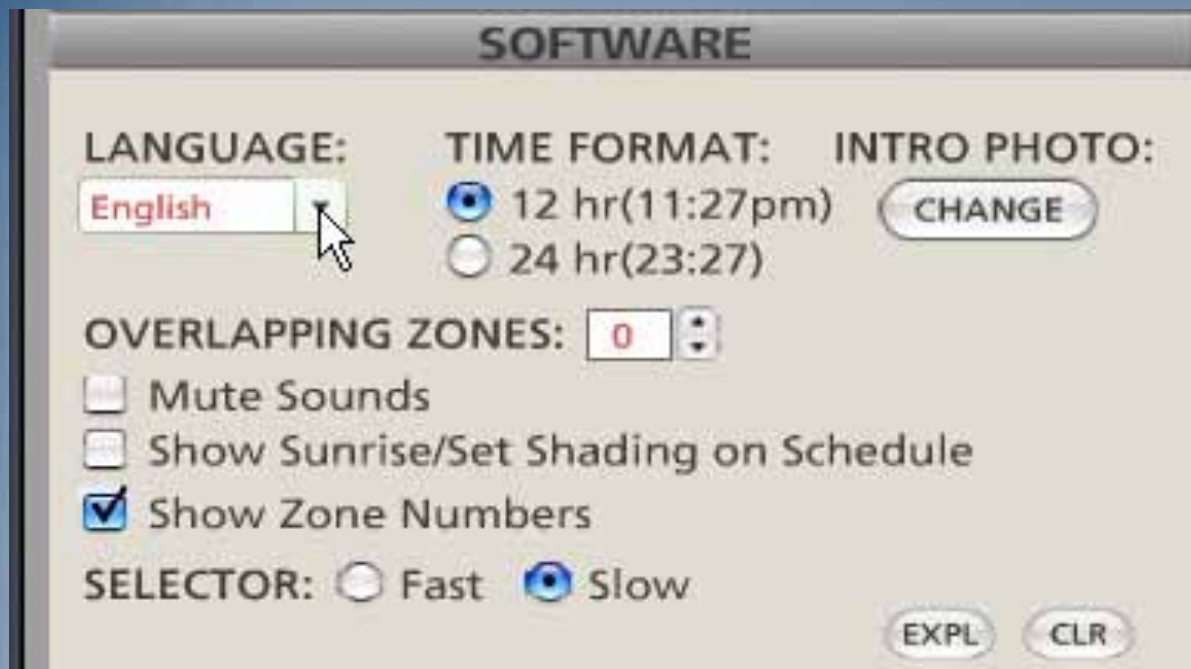 SOFTWARE
LANGUAGE: TIME FORMAT: INTRO PHOTO:
English 12 hr(11:27pm) CHANGE
24 hr(23:27)
OVERLAPPING ZONES: 0
Mute Sounds
Show Sunrise/Set Shading on Schedule
Show Zone Numbers
SELECTOR: Fast Slow
EXPL CLR